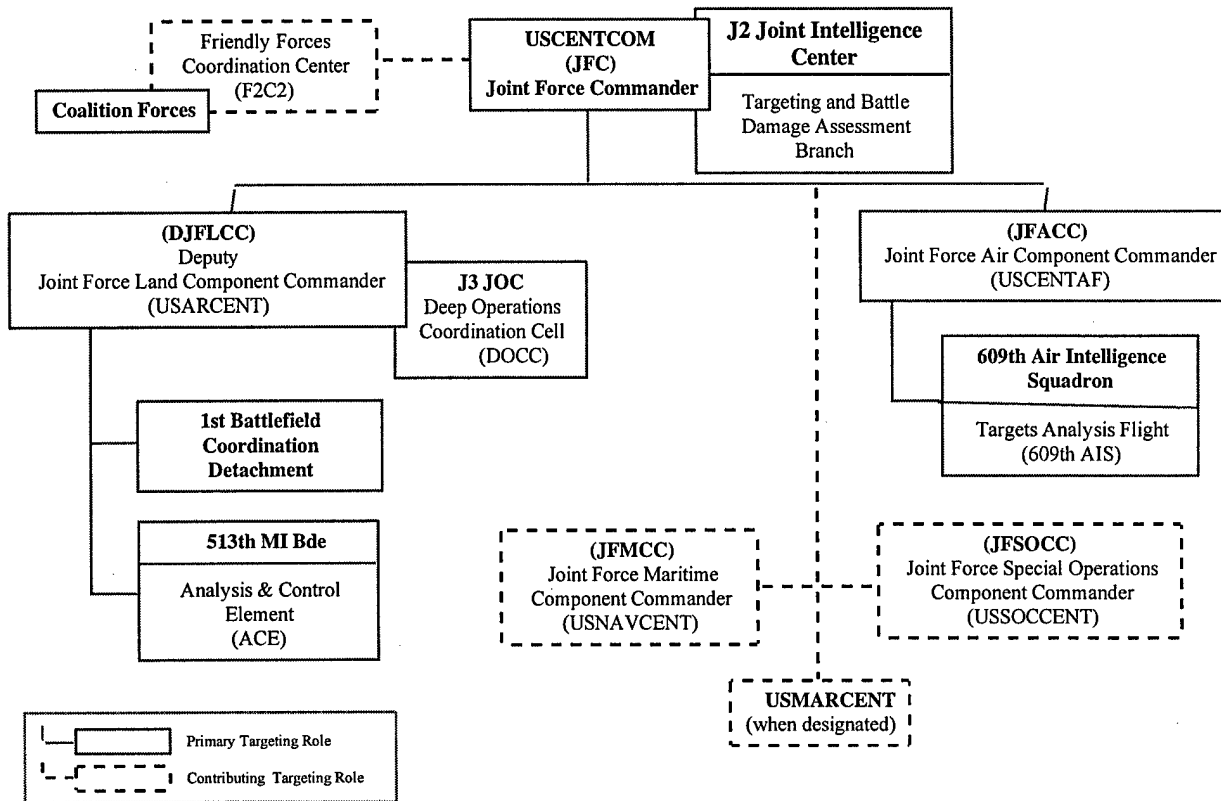 Friendly Forces
Coordination Center
(F2C2)
Coalition Forces
USCENTCOM
(JFC)
Joint Force Commander
J2 Joint Intelligence
Center
Targeting and Battle
Damage Assessment
Branch
(DJFLCC)
Deputy
Joint Force Land Component Commander
(USARCENT)
J3 JOC
Deep Operations
Coordination Cell
(DOCC)
(JFACC)
Joint Force Air Component Commander
(USCENTAF)
609th Air Intelligence
Squadron
Targets Analysis Flight
(609th AIS)
1st Battlefield
Coordination
Detachment
513th MI Bde
Analysis & Control
Element
(ACE)
(JFMCC)
Joint Force Maritime
Component Commander
(USNAVCENT)
(JFSOCC)
Joint Force Special Operations
Component Commander
(USSOCCENT)
USMARCENT
(when designated)
Primary Targeting Role
Contributing Targeting Role